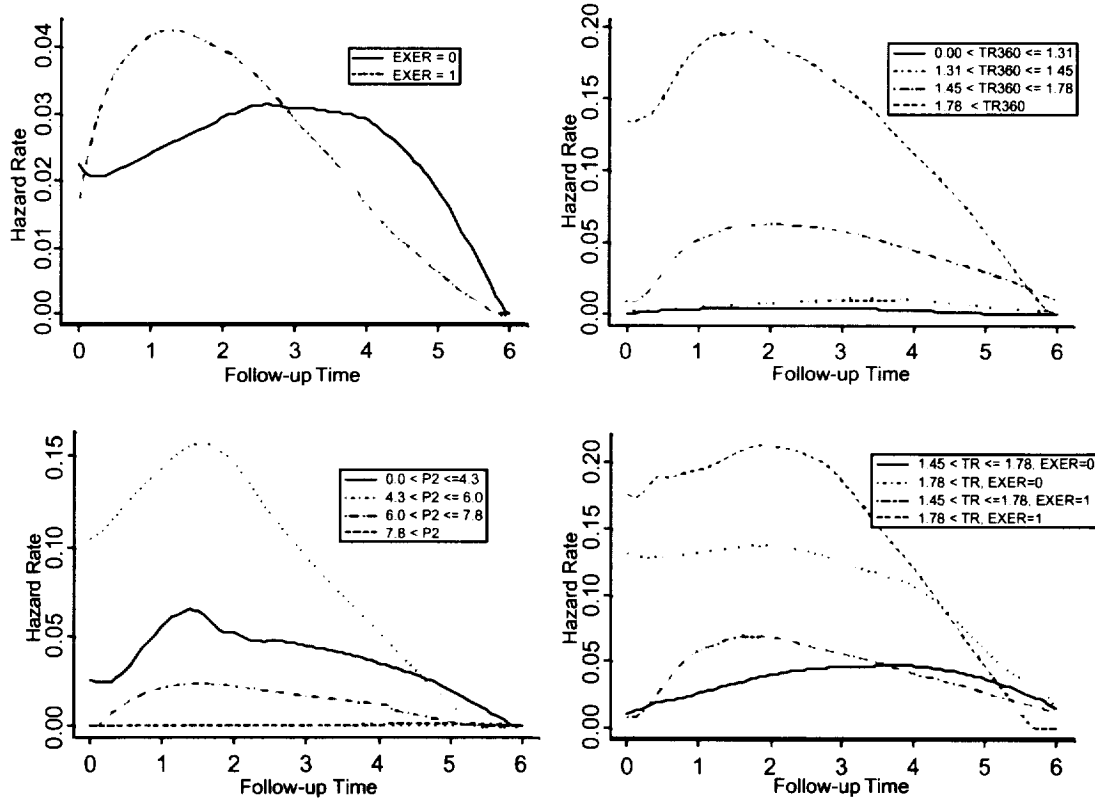 0.04
0.03
0.02
0.01
0.00
Hazard Rate
EXER = 0
EXER = 1
0 1 2 3 4 5 6
Follow-up Time
0.20
0.15
0.10
0.05
0.00
Hazard Rate
0.00 < TR360 <= 1.31
1.31 < TR360 <= 1.45
1.45 < TR360 <= 1.78
1.78 < TR360
0 1 2 3 4 5 6
Follow-up Time
0.15
0.10
0.05
0.00
Hazard Rate
0.0 < P2 <=4.3
4.3 < P2 <= 6.0
6.0 < P2 <= 7.8
7.8 < P2
0 1 2 3 4 5 6
Follow-up Time
0.20
0.15
0.10
0.05
0.00
Hazard Rate
1.45 < TR <= 1.78, EXER=0
1.78 < TR, EXER=0
1.45 < TR <=1.78, EXER=1
1.78 < TR, EXER=1
0 1 2 3 4 5 6
Follow-up Time